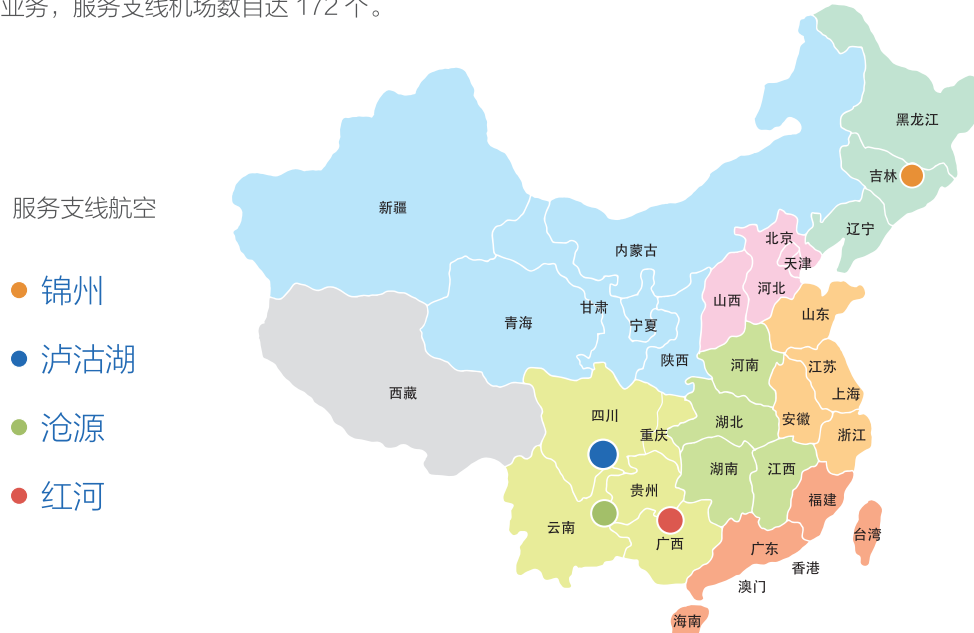 业务，服务支线机场数目达 172 个。
服务支线航空
锦州
泸沽湖
沧源
红河
黑龙江
吉林
辽宁
新疆
内蒙古
北京
天津
河北
山西
山东
青海
甘肃
宁夏
陕西
河南
江苏
上海
西藏
四川
重庆
湖北
安徽
浙江
湖南
江西
贵州
福建
云南
广西
广东
台湾
香港
澳门
海南